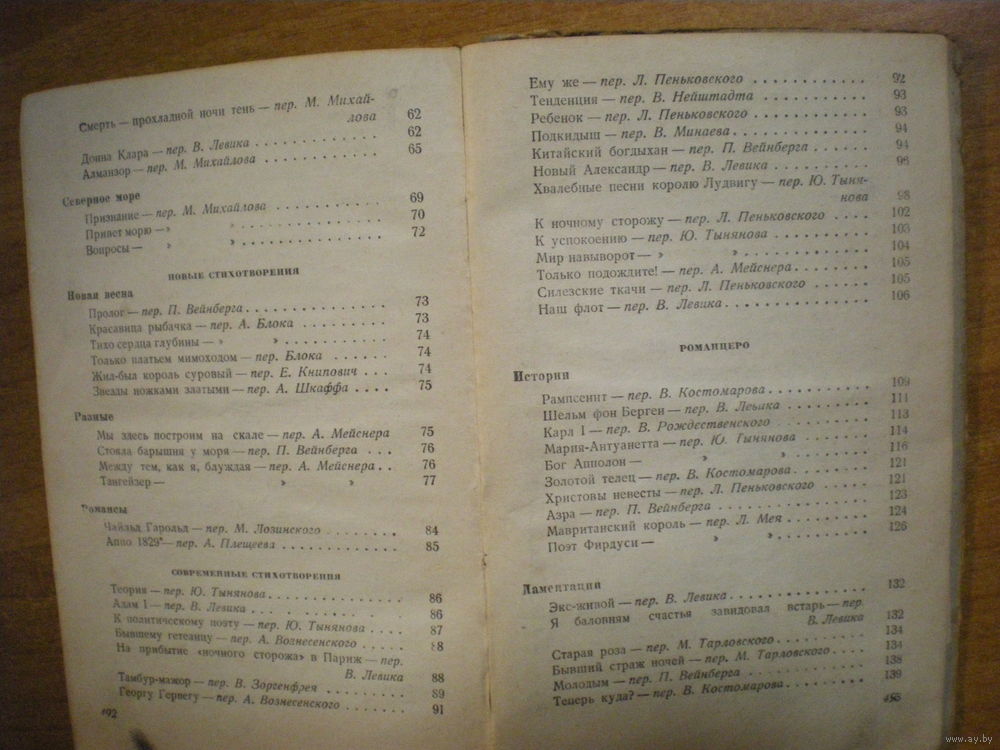 Смерть — прохладной ночи тень — пер. М. Михай-
лова 62
Донна Клара — пер. В. Левика 62
Алманзор — пер. М. Михайлова 65
Северное море
Признание — пер. М. Михайлова 69
Привет морю — » » 70
Вопросы — » » 72
НОВЫЕ СТИХОТВОРЕНИЯ
Новая весна
Пролог — пер. П. Вейнберга 73
Красавица рыбачка — пер. А. Блока 73
Тихо сердца глубины — » » 74
Только платьем мимоходом — пер. Блока 74
Жил-был король суровый — пер. Е. Книпович 74
Звезды ножками златыми — пер. А. Шкаффа 75
Разные
Мы здесь построим на скале — пер. А. Мейснера 75
Стояла барышня у моря — пер. П. Вейнберга 76
Между тем, как я, блуждая — пер. А. Мейснера 76
Тангейзер — » » 77
Романсы
Чайльд Гарольд — пер. М. Лозинского 84
Anno 1829 — пер. А. Плещеева 85
СОВРЕМЕННЫЕ СТИХОТВОРЕНИЯ
Теория — пер. Ю. Тынянова 86
Адам I — пер. В. Левика 86
К политическому поэту — пер. Ю. Тынянова 87
Бывшему гетеанцу — пер. А. Вознесенского 88
На прибытие «ночного сторожа» в Париж — пер.
В. Левика 88
Тамбур-мажор — пер. В. Зоргенфрея 89
Георгу Гервегу — пер. А. Вознесенского 91
492
Ему же — пер. Л. Пеньковского 92
Тенденция — пер. В. Нейштадта 93
Ребенок — пер. Л. Пеньковского 93
Подкидыш — пер. В. Минаева 94
Китайский богдыхан — пер. П. Вейнберга 94
Новый Александр — пер. В. Левика 96
Хвалебные песни королю Лудвигу — пер. Ю. Тыня-
нова 98
К ночному сторожу — пер. Л. Пеньковского 102
К успокоению — пер. Ю. Тынянова 103
Мир навыворот — » » 104
Только подождите! — пер. А. Мейснера 105
Силезские ткачи — пер. Л. Пеньковского 105
Наш флот — пер. В. Левика 106
РОМАНЦЕРО
Истории
Рампсенит — пер. В. Костомарова 109
Шельм фон Берген — пер. В. Левика 111
Карл I — пер. В. Рождественского 113
Мария-Антуанетта — пер. Ю. Тынянова 114
Бог Апполон — » » 116
Золотой телец — пер. В. Костомарова 121
Христовы невесты — пер. Л. Пеньковского 121
Азра — пер. П. Вейнберга 123
Мавританский король — пер. Л. Мея 124
Поэт Фирдуси — » » 126
Ламентации
Экс-живой — пер. В. Левика 132
Я баловням счастья завидовал встарь — пер.
В. Левика 132
Старая роза — пер. М. Тарловского 134
Бывший страж ночей — пер. М. Тарловского 134
Молодым — пер. П. Вейнберга 138
Теперь куда? — пер. В. Костомарова 139
493
www.ay.by